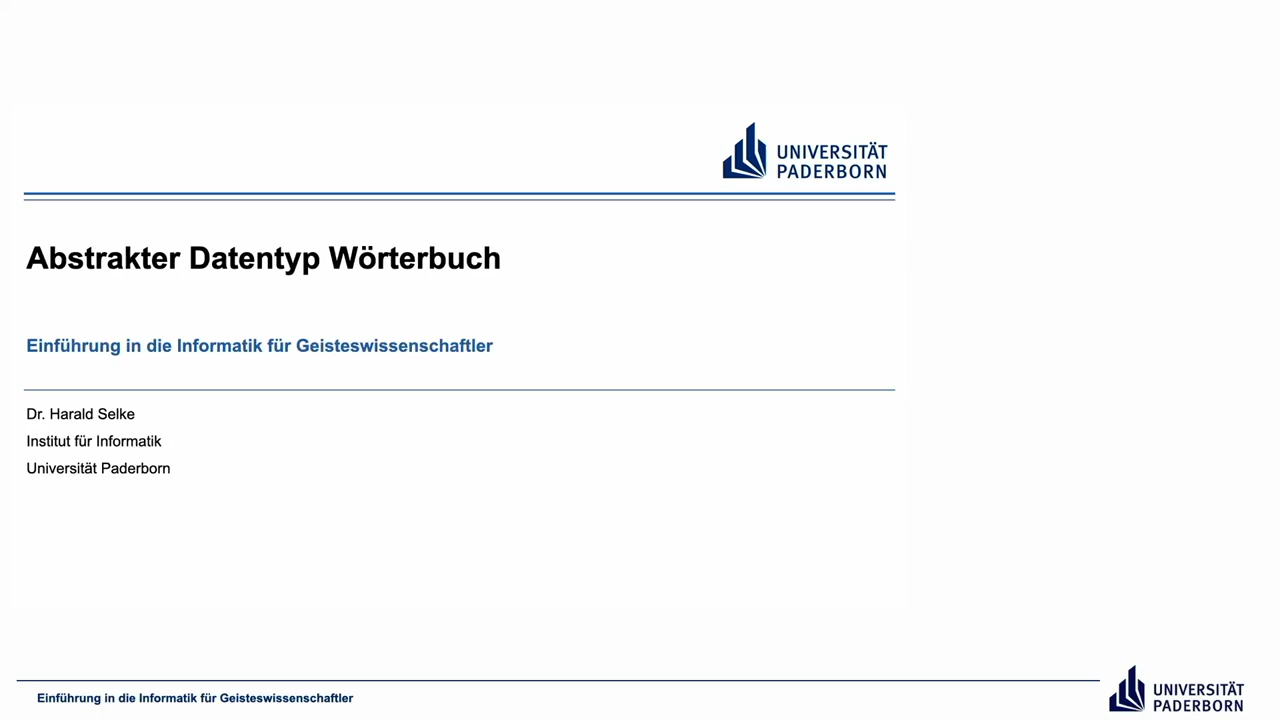 UNIVERSITÄT
PADERBORN
Abstrakter Datentyp Wörterbuch
Einführung in die Informatik für Geisteswissenschaftler
Dr. Harald Selke
Institut für Informatik
Universität Paderborn
Einführung in die Informatik für Geisteswissenschaftler
UNIVERSITÄT
PADERBORN